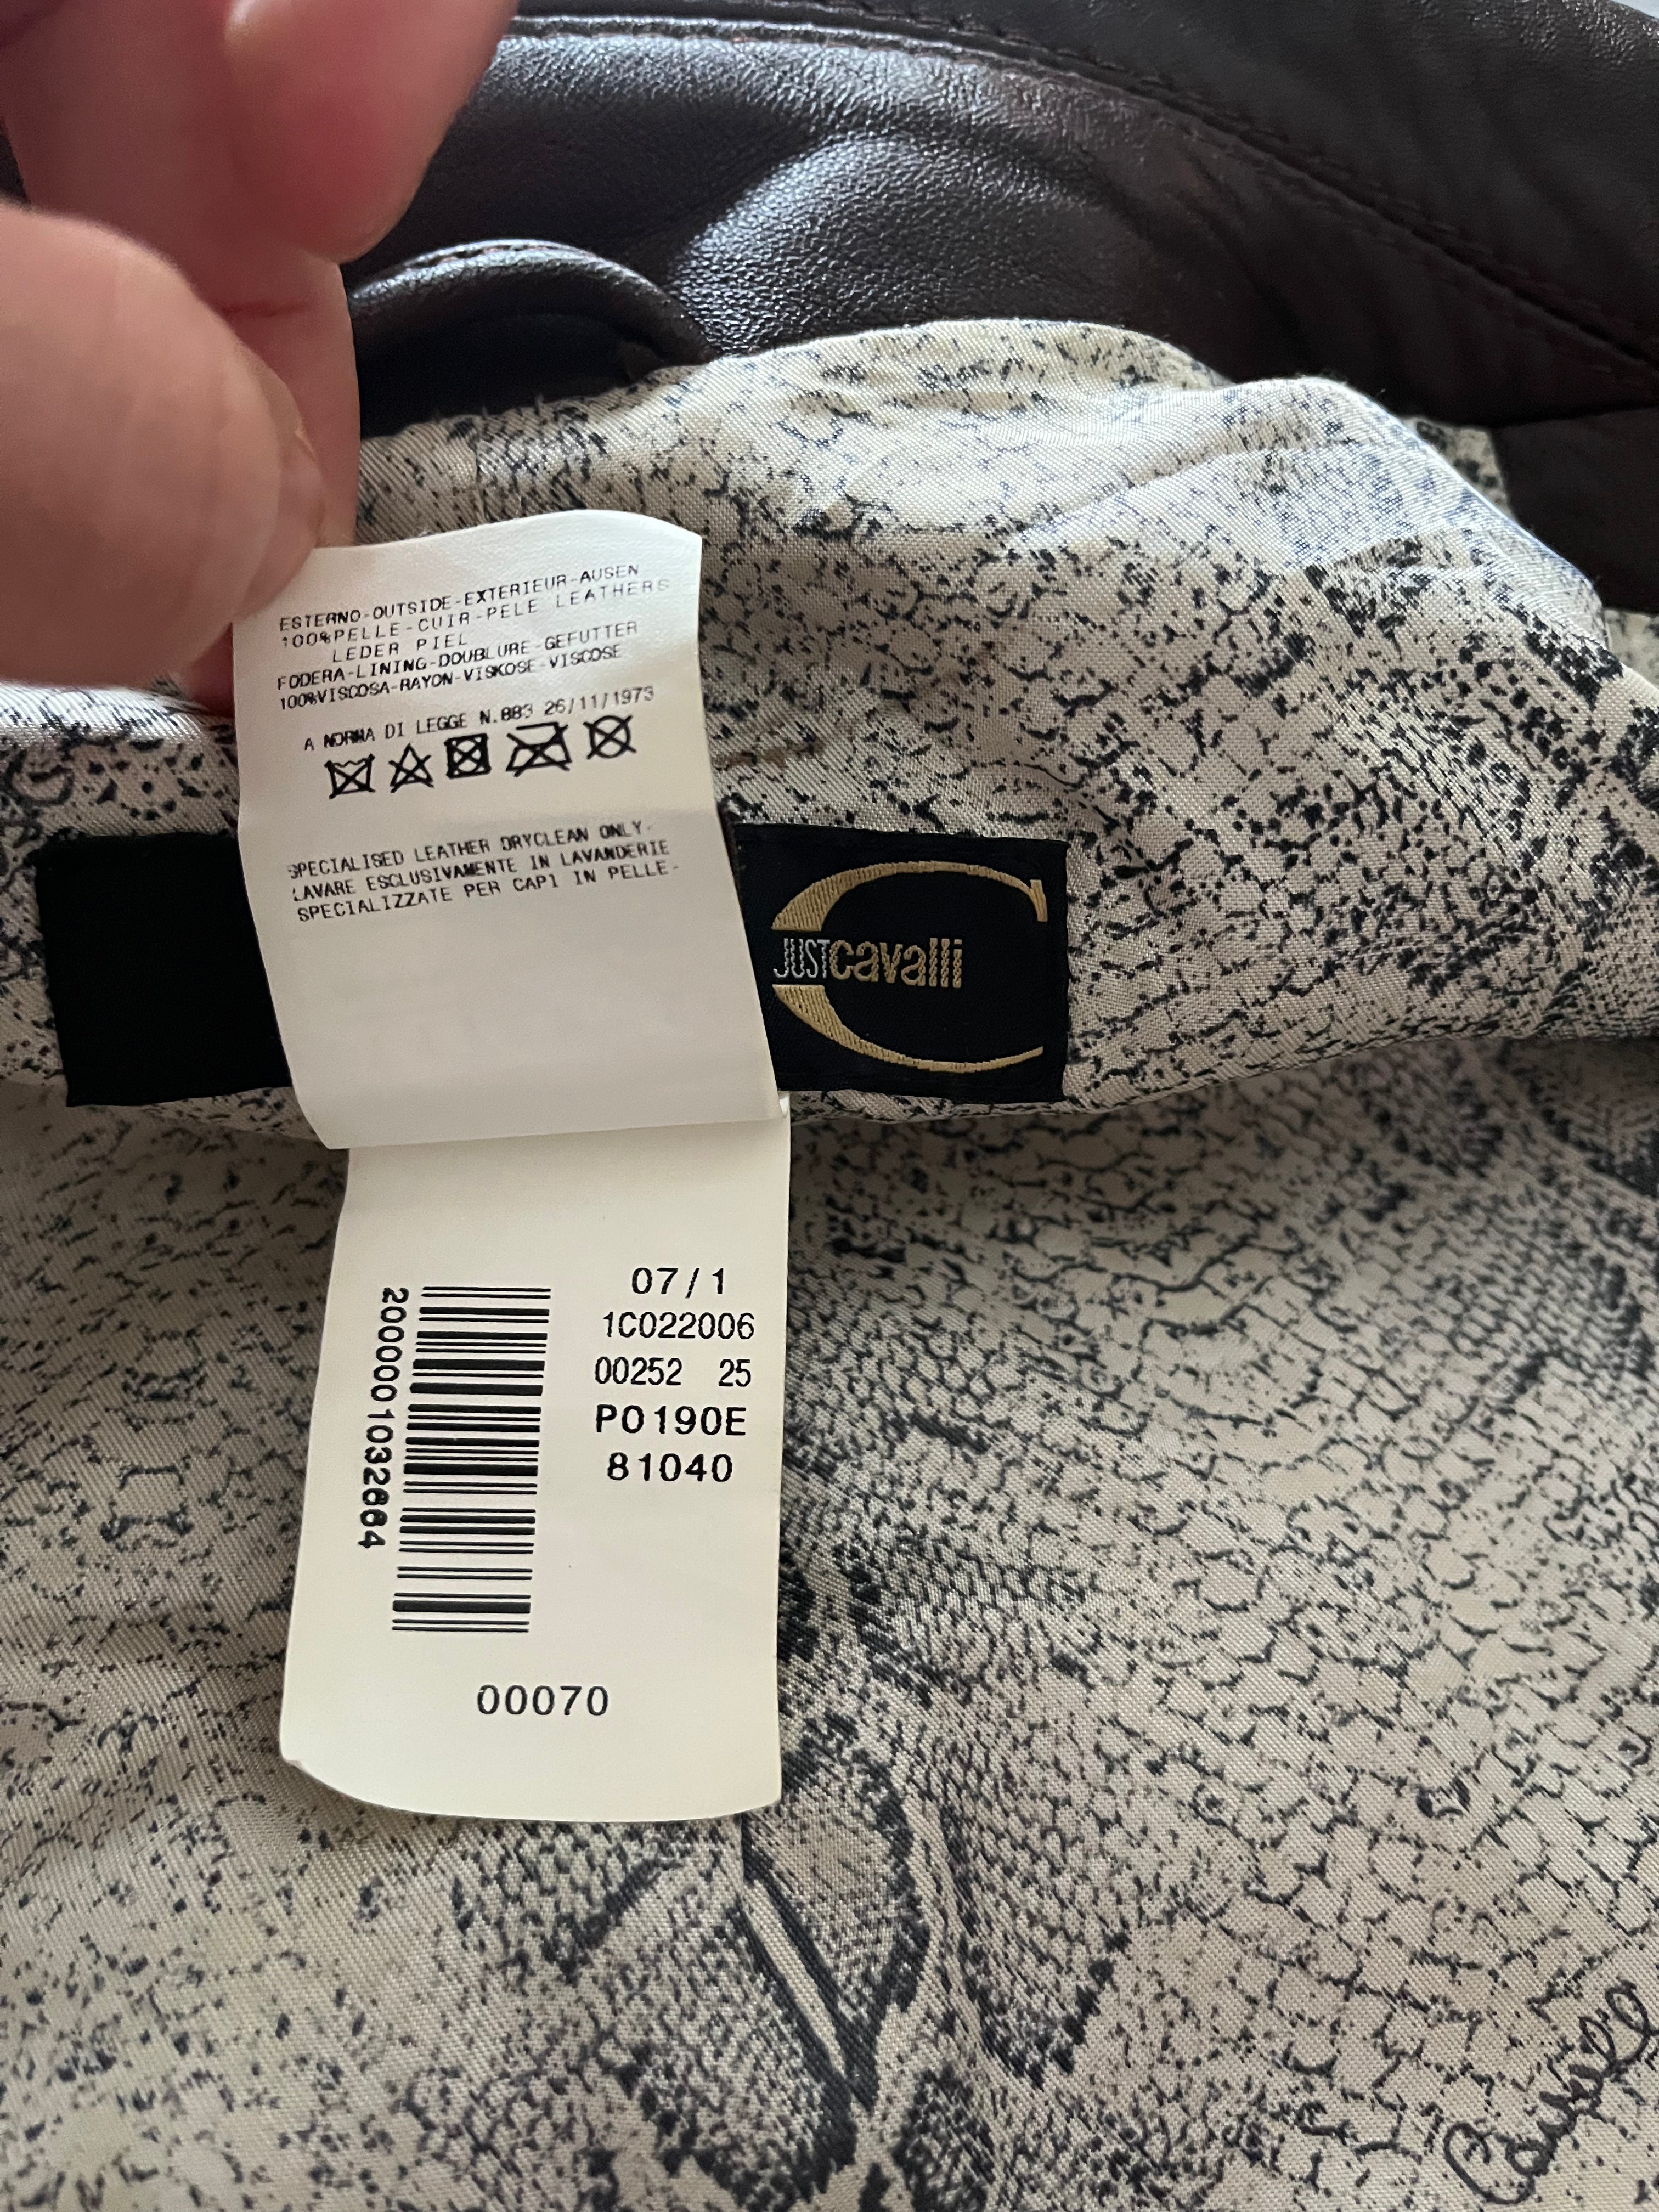 ESTERNO-OUTSIDE-EXTERIEUR-AUSEN
100%PELLE-CUIR-PELE LEATHERS
LEDER PIEL
FODERA-LINING-DOUBLURE-GEFUTTER
100%VISCOSA-RAYON-VISKOSE-VISCOSE
A NORMA DI LEGGE N.883 26/11/1973
SPECIALISED LEATHER DRYCLEAN ONLY-
LAVARE ESCLUSIVAMENTE IN LAVANDERIE
SPECIALIZZATE PER CAPI IN PELLE-
C
JUSTcavalli
07/1
1C022006
00252 25
P0190E
81040
2000001032664
00070